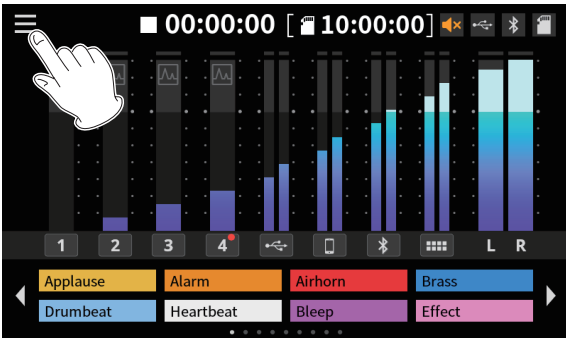 00:00:00 [ 10:00:00]
1 2 3 4 L R
Applause Alarm Airhorn Brass
Drumbeat Heartbeat Bleep Effect